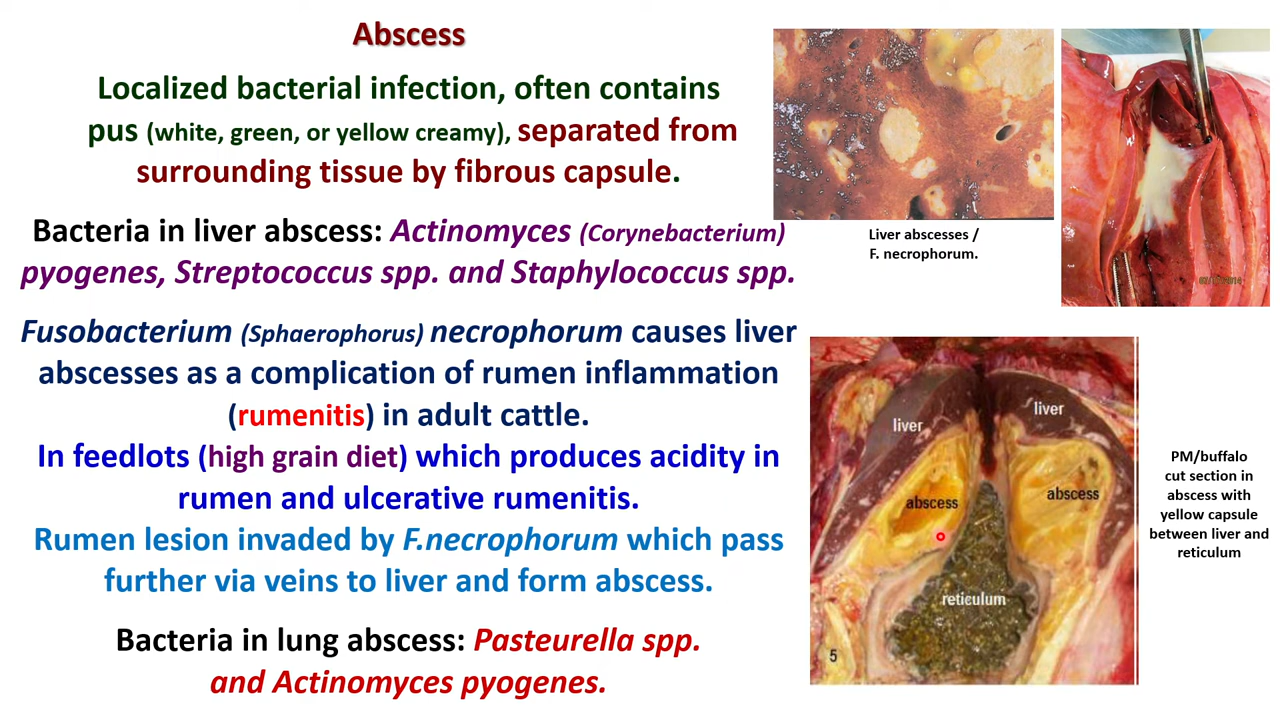 Abscess
Localized bacterial infection, often contains
pus (white, green, or yellow creamy), separated from
surrounding tissue by fibrous capsule.
Bacteria in liver abscess: Actinomyces (Corynebacterium)
pyogenes, Streptococcus spp. and Staphylococcus spp.
Fusobacterium (Sphaerophorus) necrophorum causes liver
abscesses as a complication of rumen inflammation
(rumenitis) in adult cattle.
In feedlots (high grain diet) which produces acidity in
rumen and ulcerative rumenitis.
Rumen lesion invaded by F.necrophorum which pass
further via veins to liver and form abscess.
Bacteria in lung abscess: Pasteurella spp.
and Actinomyces pyogenes.
Liver abscesses /
F. necrophorum.
liver
liver
abscess
abscess
reticulum
5
PM/buffalo
cut section in
abscess with
yellow capsule
between liver and
reticulum